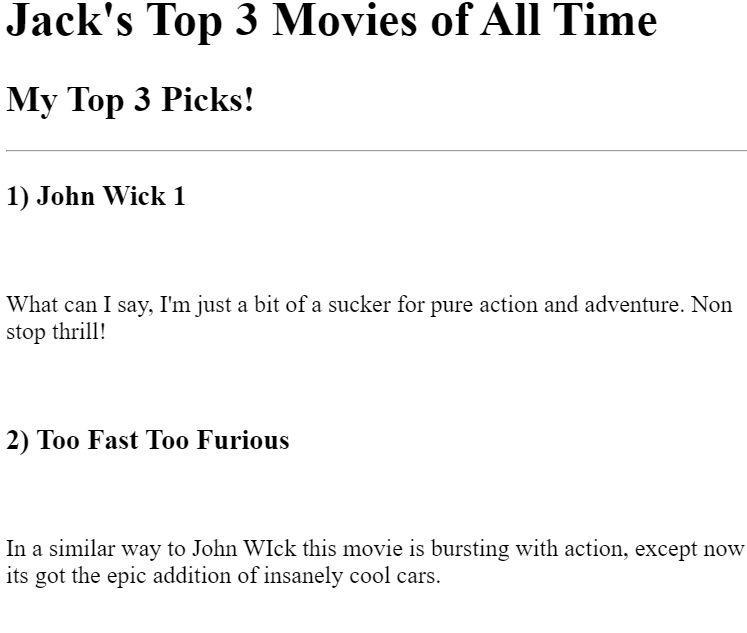 Jack's Top 3 Movies of All Time
My Top 3 Picks!
1) John Wick 1
What can I say, I'm just a bit of a sucker for pure action and adventure. Non
stop thrill!
2) Too Fast Too Furious
In a similar way to John WIck this movie is bursting with action, except now
its got the epic addition of insanely cool cars.